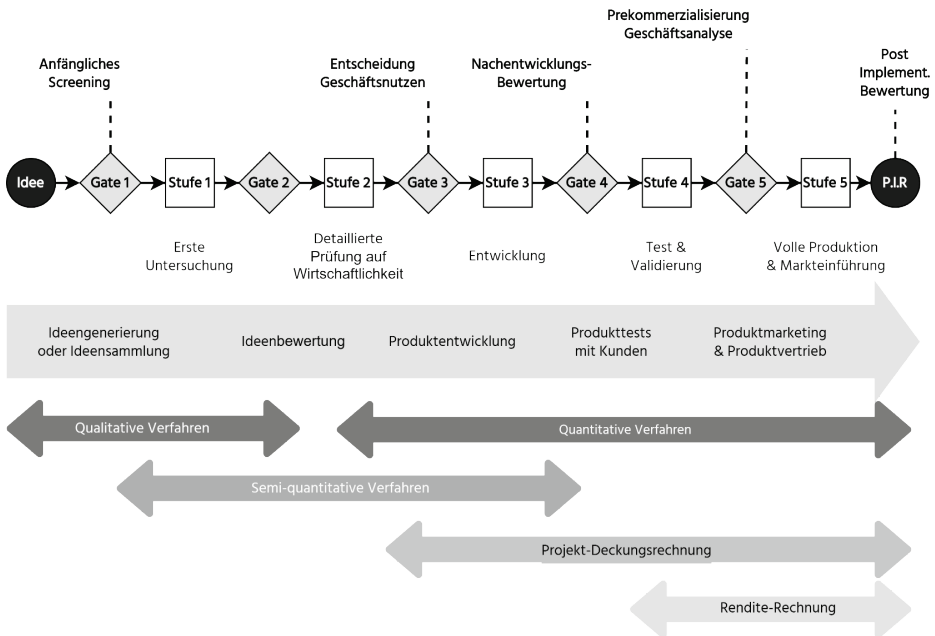 Prekommerzialisierung
Geschäftsanalyse
Anfängliches
Screening
Entscheidung
Geschäftsnutzen
Nachentwicklungs-
Bewertung
Post
Implement.
Bewertung
Idee
Gate 1
Stufe 1
Gate 2
Stufe 2
Gate 3
Stufe 3
Gate 4
Stufe 4
Gate 5
Stufe 5
P.I.R
Erste
Untersuchung
Detaillierte
Prüfung auf
Wirtschaftlichkeit
Entwicklung
Test &
Validierung
Volle Produktion
& Markteinführung
Ideengenerierung
oder Ideensammlung
Ideenbewertung
Produktentwicklung
Produkttests
mit Kunden
Produktmarketing
& Produktvertrieb
Qualitative Verfahren
Quantitative Verfahren
Semi-quantitative Verfahren
Projekt-Deckungsrechnung
Rendite-Rechnung